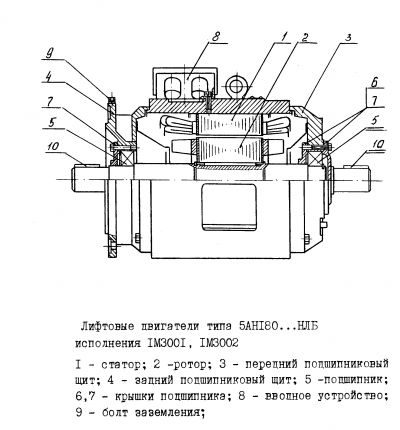 8 1 2 3
9
4
7
5
10
6
7
5
10
Лифтовые двигатели типа 5АН180...НЛБ
исполнения IM3001, IM3002
1 - статор; 2 -ротор; 3 - передний подшипниковый
щит; 4 - задний подшипниковый щит; 5 -подшипник;
6,7 - крышки подшипника; 8 - вводное устройство;
9 - болт заземления;